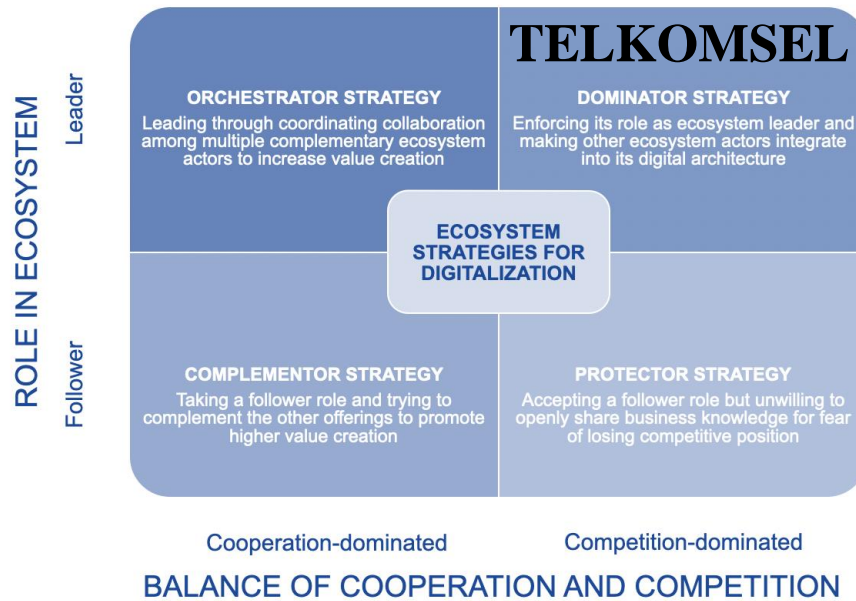 TELKOMSEL
ORCHESTRATOR STRATEGY
Leading through coordinating collaboration
among multiple complementary ecosystem
actors to increase value creation
DOMINATOR STRATEGY
Enforcing its role as ecosystem leader and
making other ecosystem actors integrate
into its digital architecture
ECOSYSTEM
STRATEGIES FOR
DIGITALIZATION
COMPLEMENTOR STRATEGY
Taking a follower role and trying to
complement the other offerings to promote
higher value creation
PROTECTOR STRATEGY
Accepting a follower role but unwilling to
openly share business knowledge for fear
of losing competitive position
ROLE IN ECOSYSTEM
Leader
Follower
Cooperation-dominated
Competition-dominated
BALANCE OF COOPERATION AND COMPETITION